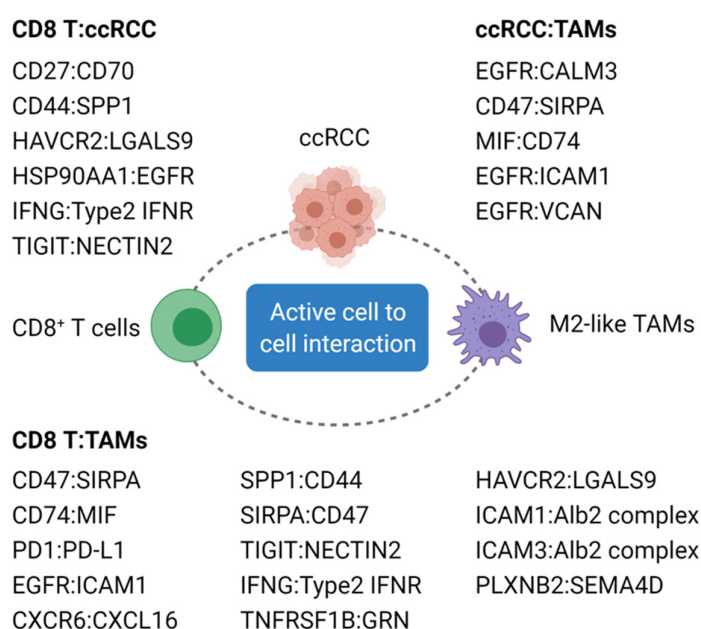 CD8 T:ccRCC
CD27:CD70
CD44:SPP1
HAVCR2:LGALS9
HSP90AA1:EGFR
IFNG:Type2 IFNR
TIGIT:NECTIN2
ccRCC
ccRCC:TAMs
EGFR:CALM3
CD47:SIRPA
MIF:CD74
EGFR:ICAM1
EGFR:VCAN
CD8⁺ T cells
Active cell to
cell interaction
M2-like TAMs
CD8 T:TAMs
CD47:SIRPA
CD74:MIF
PD1:PD-L1
EGFR:ICAM1
CXCR6:CXCL16
SPP1:CD44
SIRPA:CD47
TIGIT:NECTIN2
IFNG:Type2 IFNR
TNFRSF1B:GRN
HAVCR2:LGALS9
ICAM1:Alb2 complex
ICAM3:Alb2 complex
PLXNB2:SEMA4D